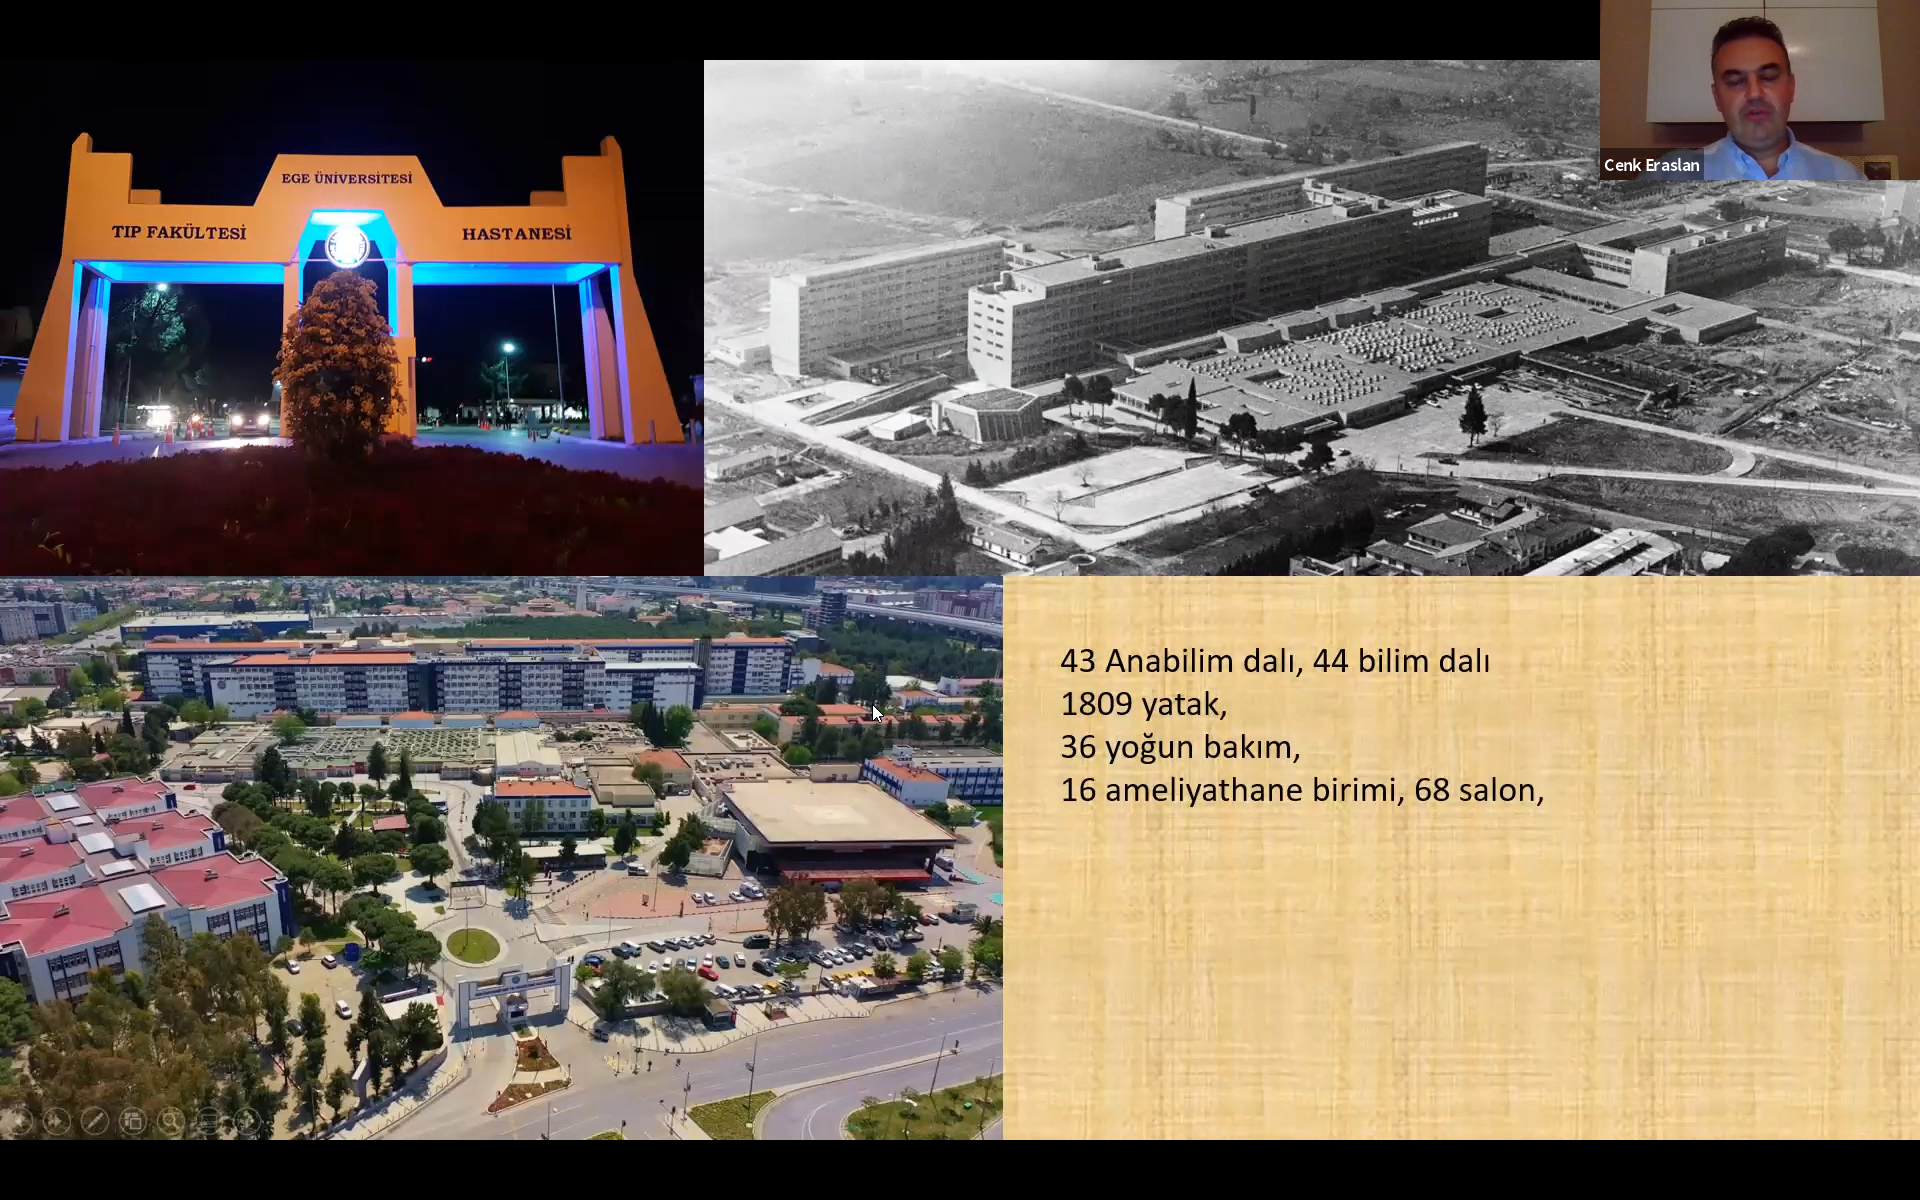 EGE ÜNİVERSİTESİ
TIP FAKÜLTESİ
HASTANESİ
Cenk Eraslan
43 Anabilim dalı, 44 bilim dalı
1809 yatak,
36 yoğun bakım,
16 ameliyathane birimi, 68 salon,